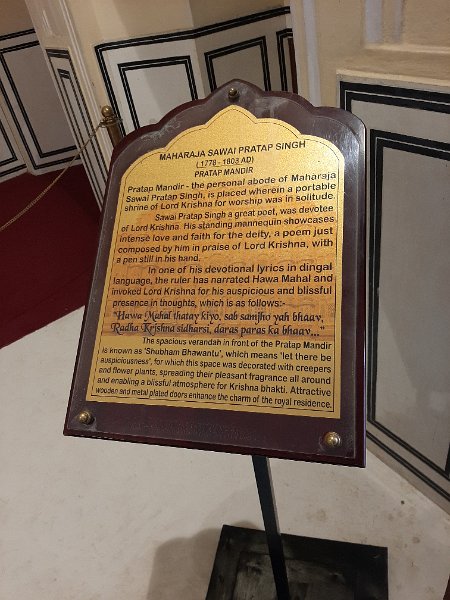 MAHARAJA SAWAI PRATAP SINGH
( 1778 - 1803 AD)
PRATAP MANDIR
Pratap Mandir - the personal abode of Maharaja
Sawai Pratap Singh, is placed wherein a portable
shrine of Lord Krishna for worship was in solitude.
Sawai Pratap Singh a great poet, was devotee
of Lord Krishna. His standing mannequin showcases
intense love and faith for the deity, a poem just
composed by him in praise of Lord Krishna, with
a pen still in his hand.
In one of his devotional lyrics in dingal
language, the ruler has narrated Hawa Mahal and
invoked Lord Krishna for his auspicious and blissful
presence in thoughts, which is as follows:-
"Hawa Mahal thatay kiyo, sab samjho yah bhaav,
Radha Krishna sidharsi, daras paras ka bhaav..."
The spacious verandah in front of the Pratap Mandir
is known as 'Shubham Bhawantu', which means "let there be
auspiciousness", for which this space was decorated with creepers
and flower plants, spreading their pleasant fragrance all around
and enabling a blissful atmosphere for Krishna bhakti. Attractive
wooden and metal plated doors enhance the charm of the royal residence.